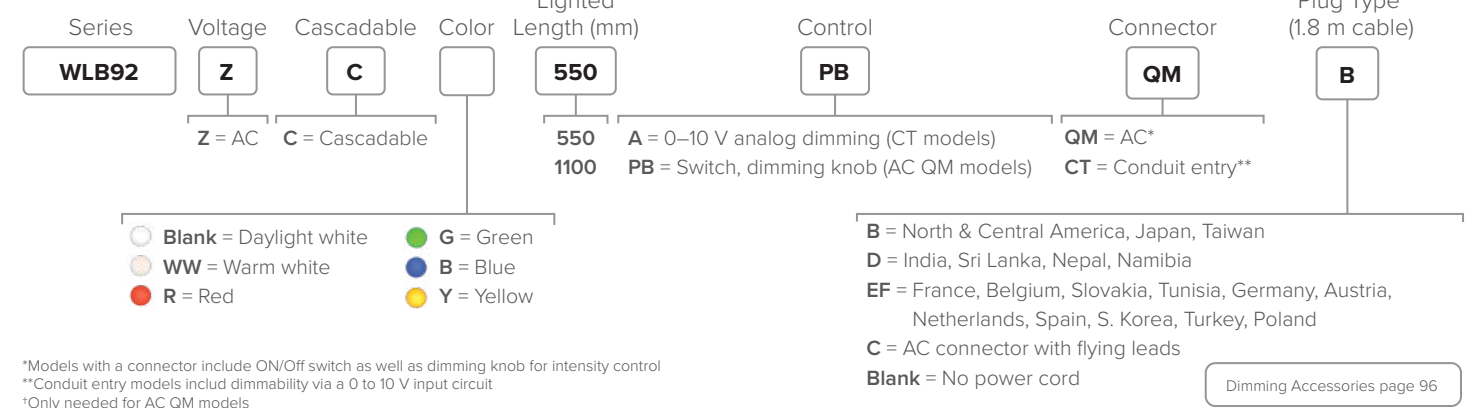 Lighted
Plug Type
Series Voltage Cascadable Color Length (mm) Control Connector (1.8 m cable)
WLB92 Z C 550 PB QM B
Z = AC C = Cascadable 550 A = 0–10 V analog dimming (CT models) QM = AC*
1100 PB = Switch, dimming knob (AC QM models) CT = Conduit entry**
Blank = Daylight white G = Green
WW = Warm white B = Blue
R = Red Y = Yellow
B = North & Central America, Japan, Taiwan
D = India, Sri Lanka, Nepal, Namibia
EF = France, Belgium, Slovakia, Tunisia, Germany, Austria,
Netherlands, Spain, S. Korea, Turkey, Poland
C = AC connector with flying leads
Blank = No power cord
*Models with a connector include ON/Off switch as well as dimming knob for intensity control
**Conduit entry models includ dimmability via a 0 to 10 V input circuit
†Only needed for AC QM models
Dimming Accessories page 96